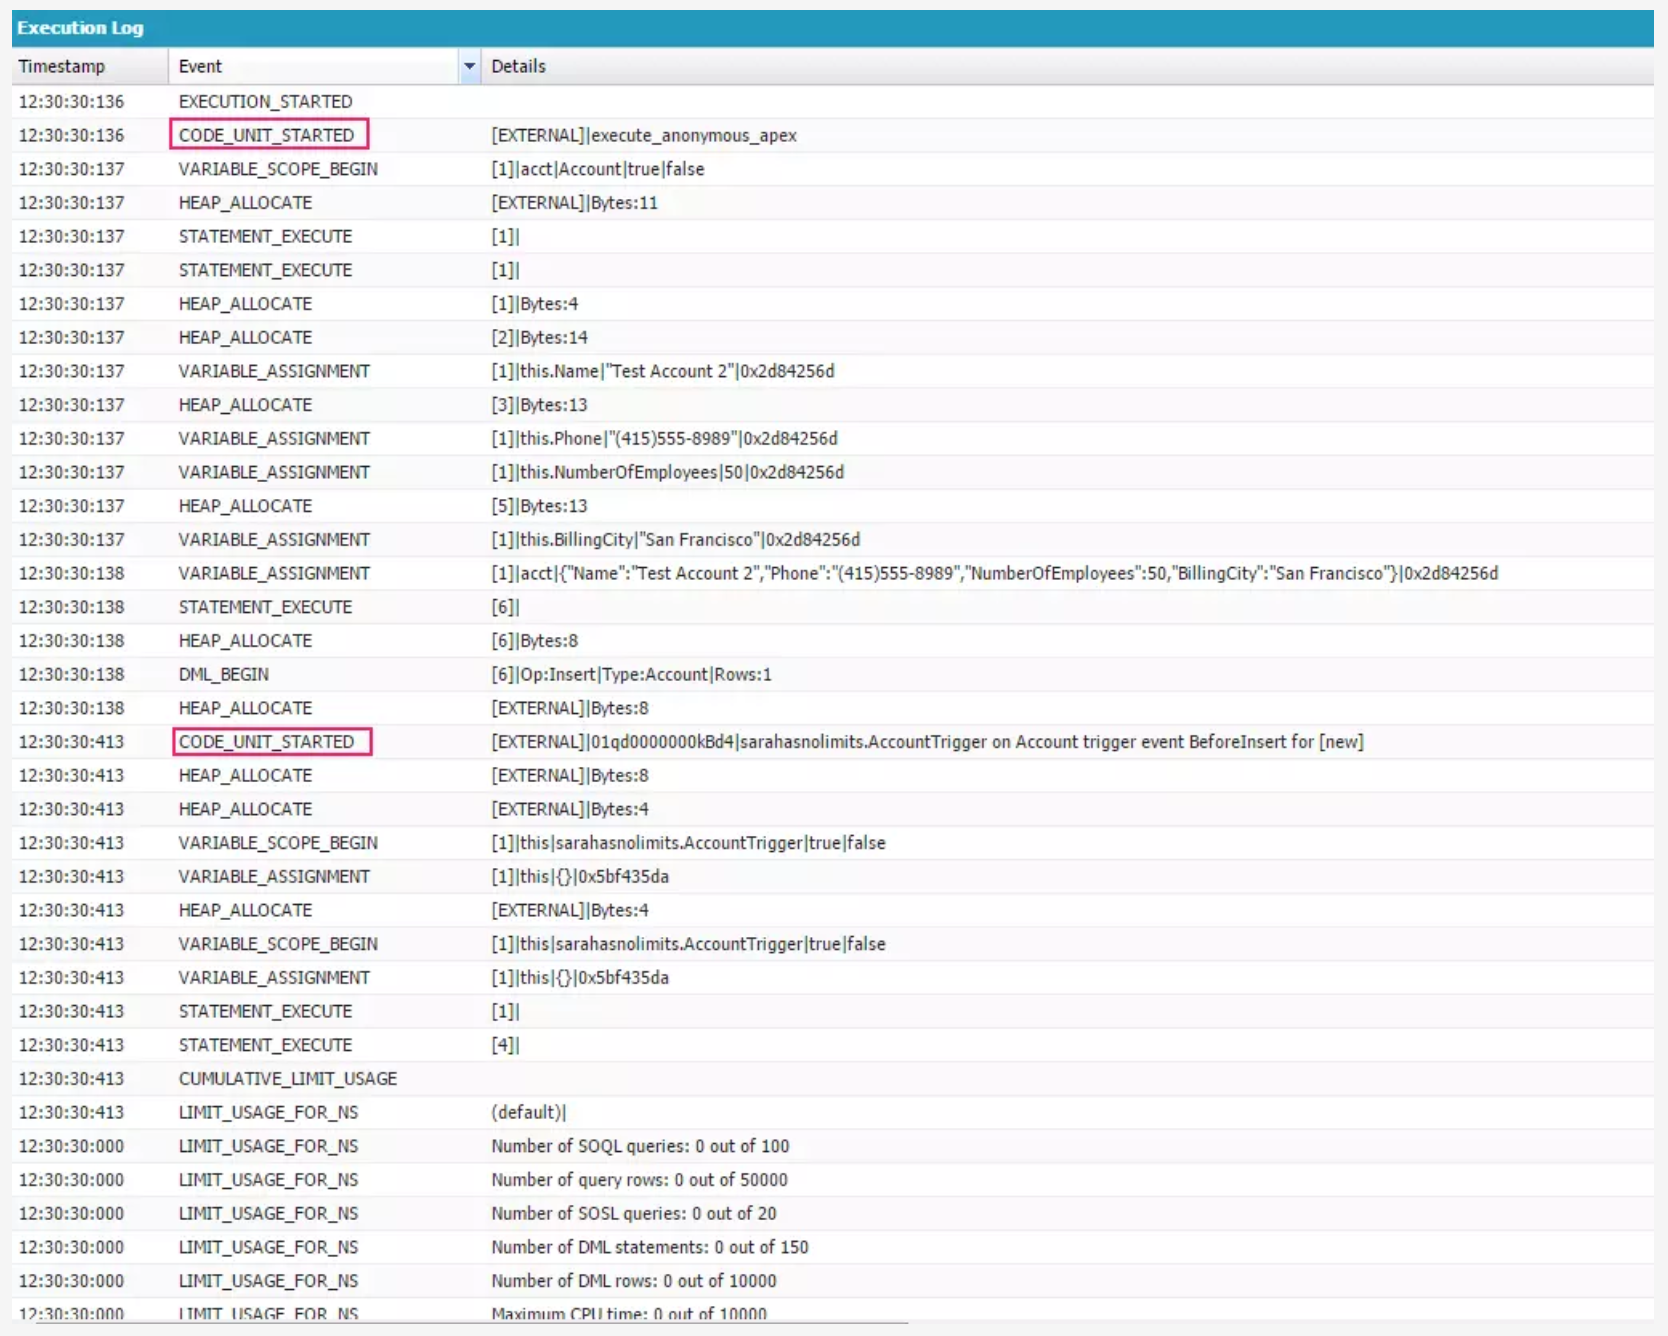 Execution Log
Timestamp Event Details
12:30:30:136 EXECUTION_STARTED
12:30:30:136 CODE_UNIT_STARTED [EXTERNAL]|execute_anonymous_apex
12:30:30:137 VARIABLE_SCOPE_BEGIN [1]|acct|Account|true|false
12:30:30:137 HEAP_ALLOCATE [EXTERNAL]|Bytes:11
12:30:30:137 STATEMENT_EXECUTE [1]|
12:30:30:137 STATEMENT_EXECUTE [1]|
12:30:30:137 HEAP_ALLOCATE [1]|Bytes:4
12:30:30:137 HEAP_ALLOCATE [2]|Bytes:14
12:30:30:137 VARIABLE_ASSIGNMENT [1]|this.Name|"Test Account 2"|0x2d84256d
12:30:30:137 HEAP_ALLOCATE [3]|Bytes:13
12:30:30:137 VARIABLE_ASSIGNMENT [1]|this.Phone|"(415)555-8989"|0x2d84256d
12:30:30:137 VARIABLE_ASSIGNMENT [1]|this.NumberOfEmployees|50|0x2d84256d
12:30:30:137 HEAP_ALLOCATE [5]|Bytes:13
12:30:30:137 VARIABLE_ASSIGNMENT [1]|this.BillingCity|"San Francisco"|0x2d84256d
12:30:30:138 VARIABLE_ASSIGNMENT [1]|acct|{"Name":"Test Account 2","Phone":"(415)555-8989","NumberOfEmployees":50,"BillingCity":"San Francisco"}|0x2d84256d
12:30:30:138 STATEMENT_EXECUTE [6]|
12:30:30:138 HEAP_ALLOCATE [6]|Bytes:8
12:30:30:138 DML_BEGIN [6]|Op:Insert|Type:Account|Rows:1
12:30:30:138 HEAP_ALLOCATE [EXTERNAL]|Bytes:8
12:30:30:413 CODE_UNIT_STARTED [EXTERNAL]|01qd0000000kBd4|sarahasnolimits.AccountTrigger on Account trigger event BeforeInsert for [new]
12:30:30:413 HEAP_ALLOCATE [EXTERNAL]|Bytes:8
12:30:30:413 HEAP_ALLOCATE [EXTERNAL]|Bytes:4
12:30:30:413 VARIABLE_SCOPE_BEGIN [1]|this|sarahasnolimits.AccountTrigger|true|false
12:30:30:413 VARIABLE_ASSIGNMENT [1]|this|{}|0x5bf435da
12:30:30:413 HEAP_ALLOCATE [EXTERNAL]|Bytes:4
12:30:30:413 VARIABLE_SCOPE_BEGIN [1]|this|sarahasnolimits.AccountTrigger|true|false
12:30:30:413 VARIABLE_ASSIGNMENT [1]|this|{}|0x5bf435da
12:30:30:413 STATEMENT_EXECUTE [1]|
12:30:30:413 STATEMENT_EXECUTE [4]|
12:30:30:413 CUMULATIVE_LIMIT_USAGE
12:30:30:413 LIMIT_USAGE_FOR_NS (default)|
12:30:30:000 LIMIT_USAGE_FOR_NS Number of SOQL queries: 0 out of 100
12:30:30:000 LIMIT_USAGE_FOR_NS Number of query rows: 0 out of 50000
12:30:30:000 LIMIT_USAGE_FOR_NS Number of SOSL queries: 0 out of 20
12:30:30:000 LIMIT_USAGE_FOR_NS Number of DML statements: 0 out of 150
12:30:30:000 LIMIT_USAGE_FOR_NS Number of DML rows: 0 out of 10000
12:30:30:000 LIMIT_USAGE_FOR_NS Maximum CPU time: 0 out of 10000